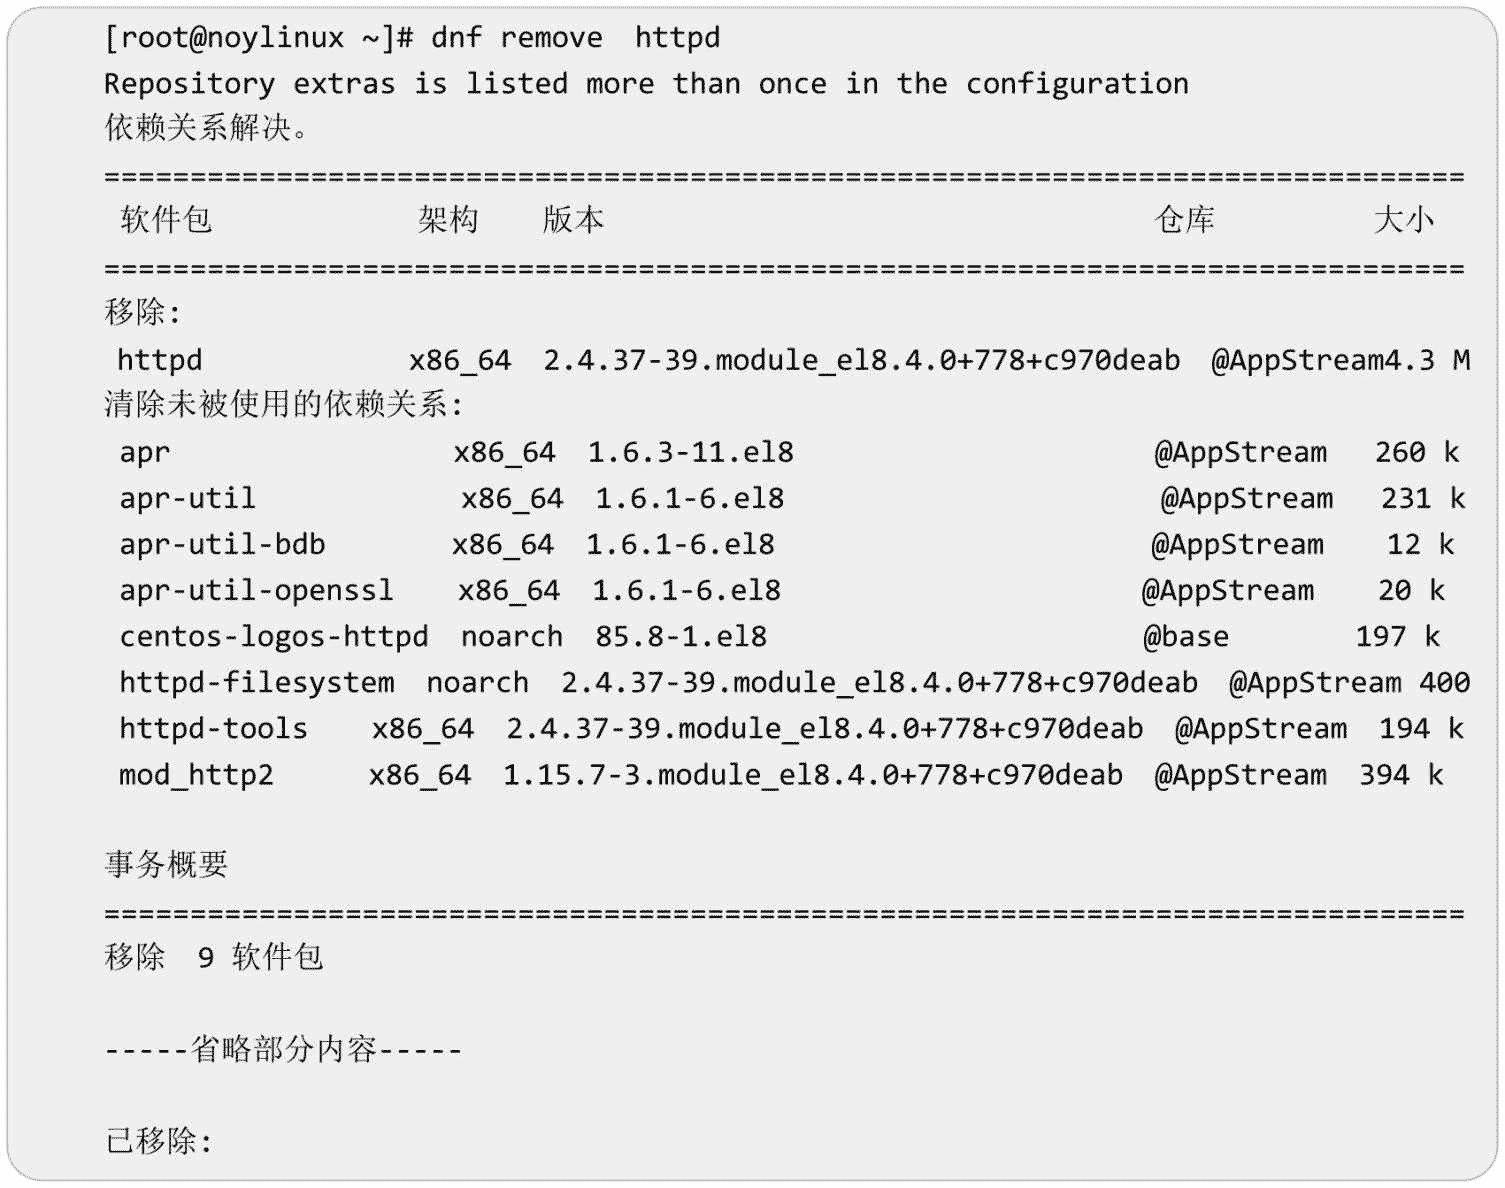 [root@noylinux ~]# dnf remove  httpd
Repository extras is listed more than once in the configuration
依赖关系解决。
===============================================================================
软件包 架构 版本 仓库 大小
===============================================================================
移除:
httpd x86_64 2.4.37-39.module_el8.4.0+778+c970deab @AppStream4.3 M
清除未被使用的依赖关系:
apr x86_64 1.6.3-11.el8 @AppStream 260 k
apr-util x86_64 1.6.1-6.el8 @AppStream 231 k
apr-util-bdb x86_64 1.6.1-6.el8 @AppStream 12 k
apr-util-openssl x86_64 1.6.1-6.el8 @AppStream 20 k
centos-logos-httpd noarch 85.8-1.el8 @base 197 k
httpd-filesystem noarch 2.4.37-39.module_el8.4.0+778+c970deab @AppStream 400
httpd-tools x86_64 2.4.37-39.module_el8.4.0+778+c970deab @AppStream 194 k
mod_http2 x86_64 1.15.7-3.module_el8.4.0+778+c970deab @AppStream 394 k
事务概要
===============================================================================
移除  9 软件包
-----省略部分内容-----
已移除: